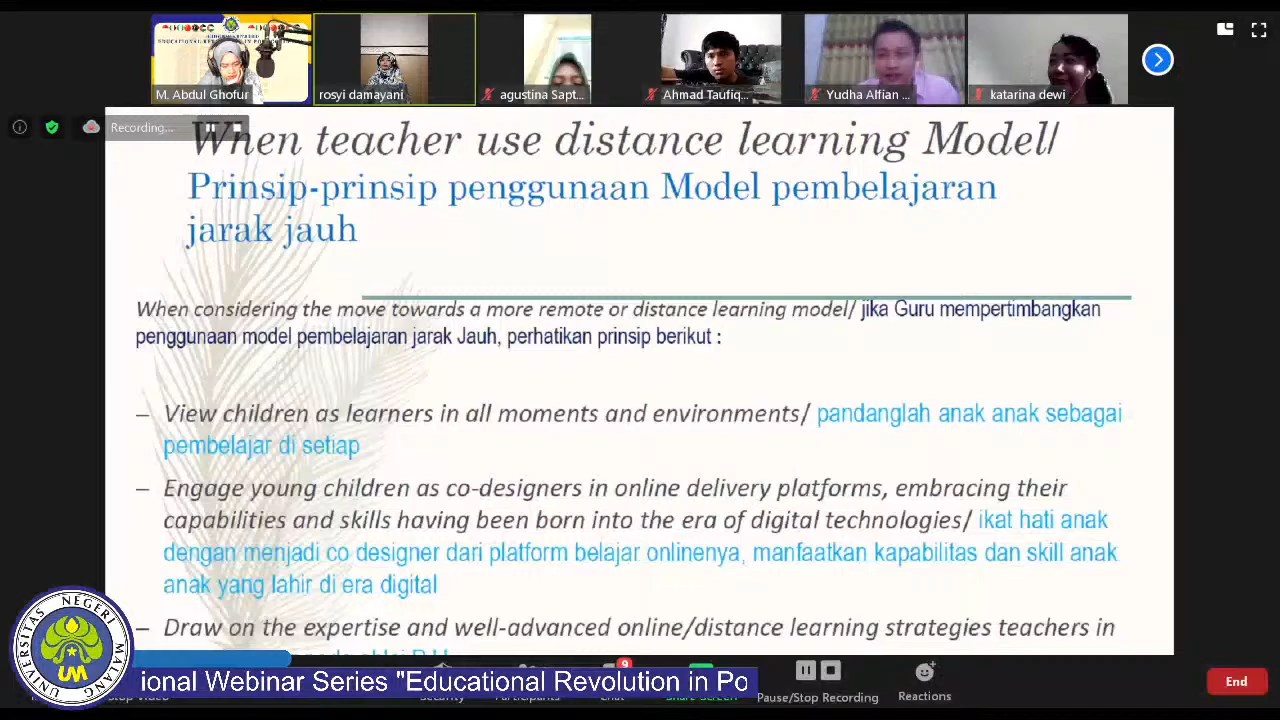 M. Abdul Ghofur
rosyi damayani
agustina Sapt...
Ahmad Taufiq...
Yudha Alfian ...
katarina dewi
Recording...
When teacher use distance learning Model/
Prinsip-prinsip penggunaan Model pembelajaran
jarak jauh
When considering the move towards a more remote or distance learning model/ jika Guru mempertimbangkan
penggunaan model pembelajaran jarak Jauh, perhatikan prinsip berikut :
– View children as learners in all moments and environments/ pandanglah anak anak sebagai
pembelajar di setiap
– Engage young children as co-designers in online delivery platforms, embracing their
capabilities and skills having been born into the era of digital technologies/ ikat hati anak
dengan menjadi co designer dari platform belajar onlinenya, manfaatkan kapabilitas dan skill anak
anak yang lahir di era digital
– Draw on the expertise and well-advanced online/distance learning strategies teachers in
UNIVERSITAS NEGERI MALANG
UM
ional Webinar Series "Educational Revolution in Po
9
Pause/Stop Recording
Reactions
End